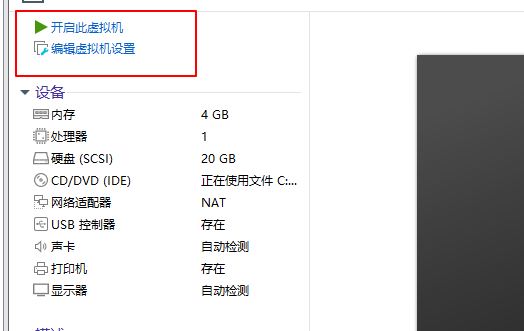 开启此虚拟机
编辑虚拟机设置
设备
内存 4 GB
处理器 1
硬盘 (SCSI) 20 GB
CD/DVD (IDE) 正在使用文件 C:...
网络适配器 NAT
USB 控制器 存在
声卡 自动检测
打印机 存在
显示器 自动检测